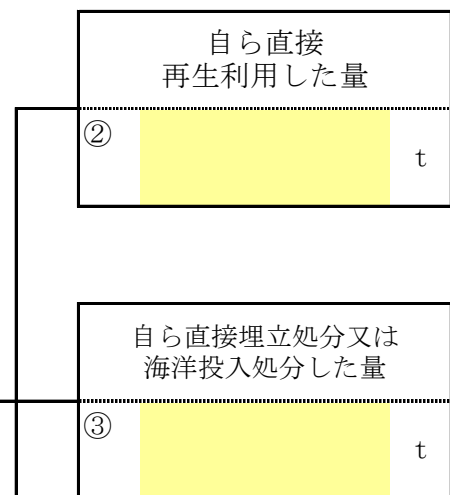 自ら直接
再生利用した量
②
t
自ら直接埋立処分又は
海洋投入処分した量
③
t